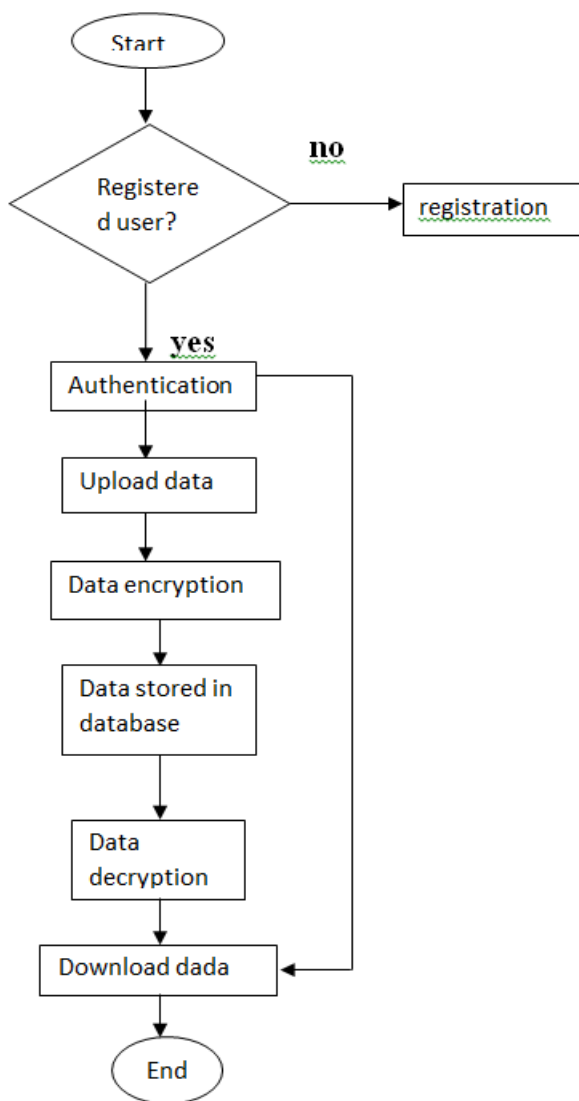 Start
no
Registere
d user?
registration
yes
Authentication
Upload data
Data encryption
Data stored in
database
Data
decryption
Download dada
End